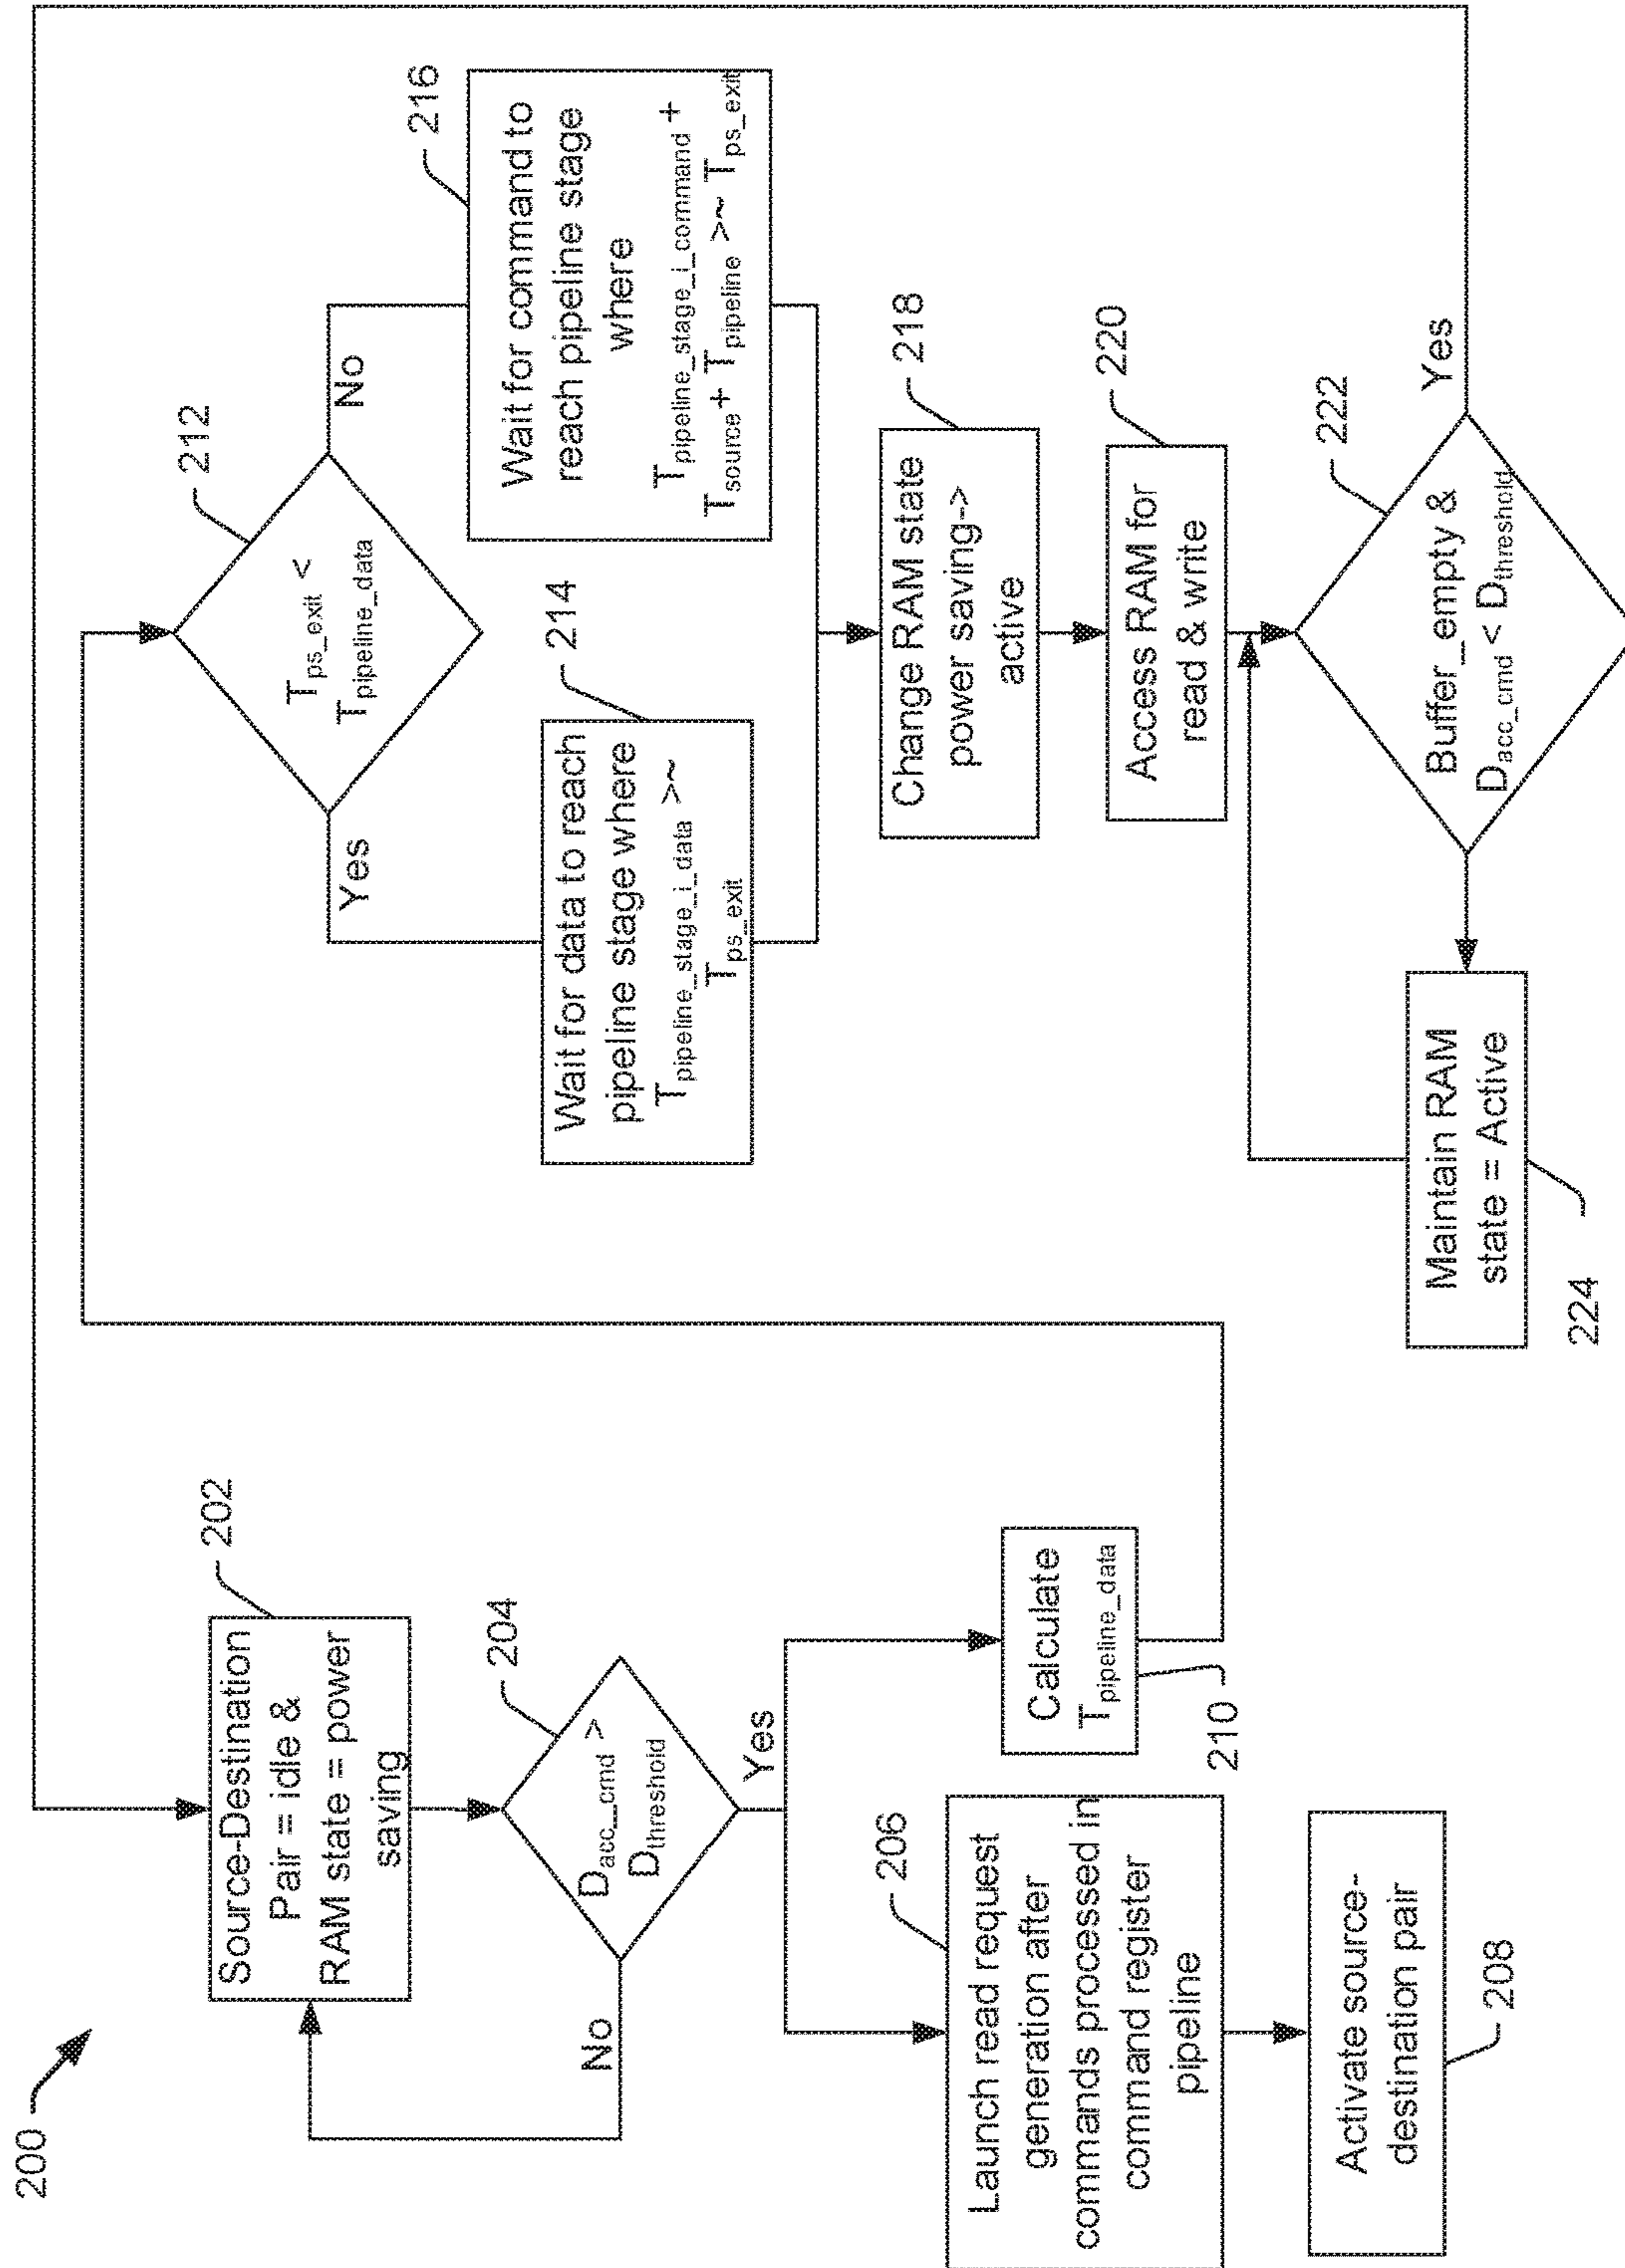 200
202
Source-Destination
Pair = idle &
RAM state = power
saving
204
D_acc_cmd >
D_threshold
No
Yes
206
Launch read request
generation after
commands processed in
command register
pipeline
Activate source-
destination pair
208
Calculate
T_pipeline_data
210
212
T_ps_exit <
T_pipeline_data
Yes
No
214
Wait for data to reach
pipeline stage where
T_pipeline_stage_i_data >~
T_ps_exit
216
Wait for command to
reach pipeline stage
where
T_pipeline_stage_i_command +
T_source + T_pipeline >~ T_ps_exit
218
Change RAM state
power saving->
active
220
Access RAM for
read & write
222
Buffer_empty &
D_acc_cmd < D_threshold
Yes
Maintain RAM
state = Active
224